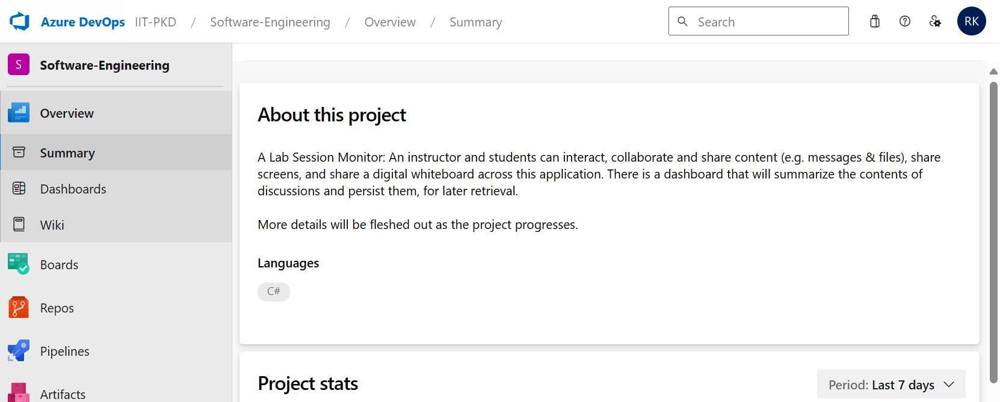 Azure DevOps IIT-PKD / Software-Engineering / Overview / Summary Search RK
S Software-Engineering
Overview
Summary
Dashboards
Wiki
Boards
Repos
Pipelines
Artifacts
About this project
A Lab Session Monitor: An instructor and students can interact, collaborate and share content (e.g. messages & files), share
screens, and share a digital whiteboard across this application. There is a dashboard that will summarize the contents of
discussions and persist them, for later retrieval.
More details will be fleshed out as the project progresses.
Languages
C#
Project stats Period: Last 7 days